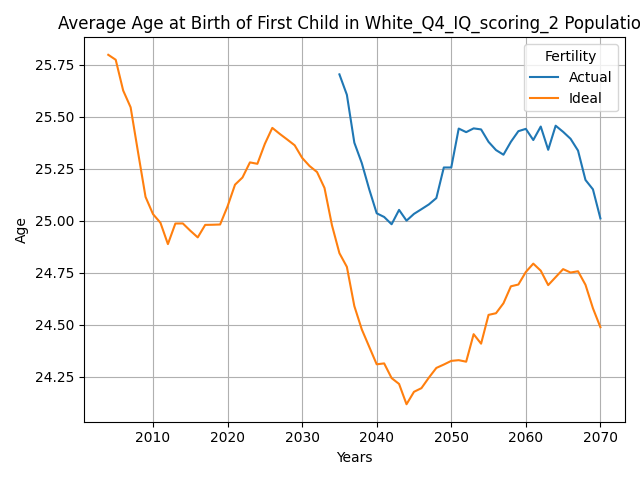 Average Age at Birth of First Child in White_Q4_IQ_scoring_2 Populatio
Fertility
Actual
Ideal
25.75
25.50
25.25
25.00
24.75
24.50
24.25
Age
2010 2020 2030 2040 2050 2060 2070
Years